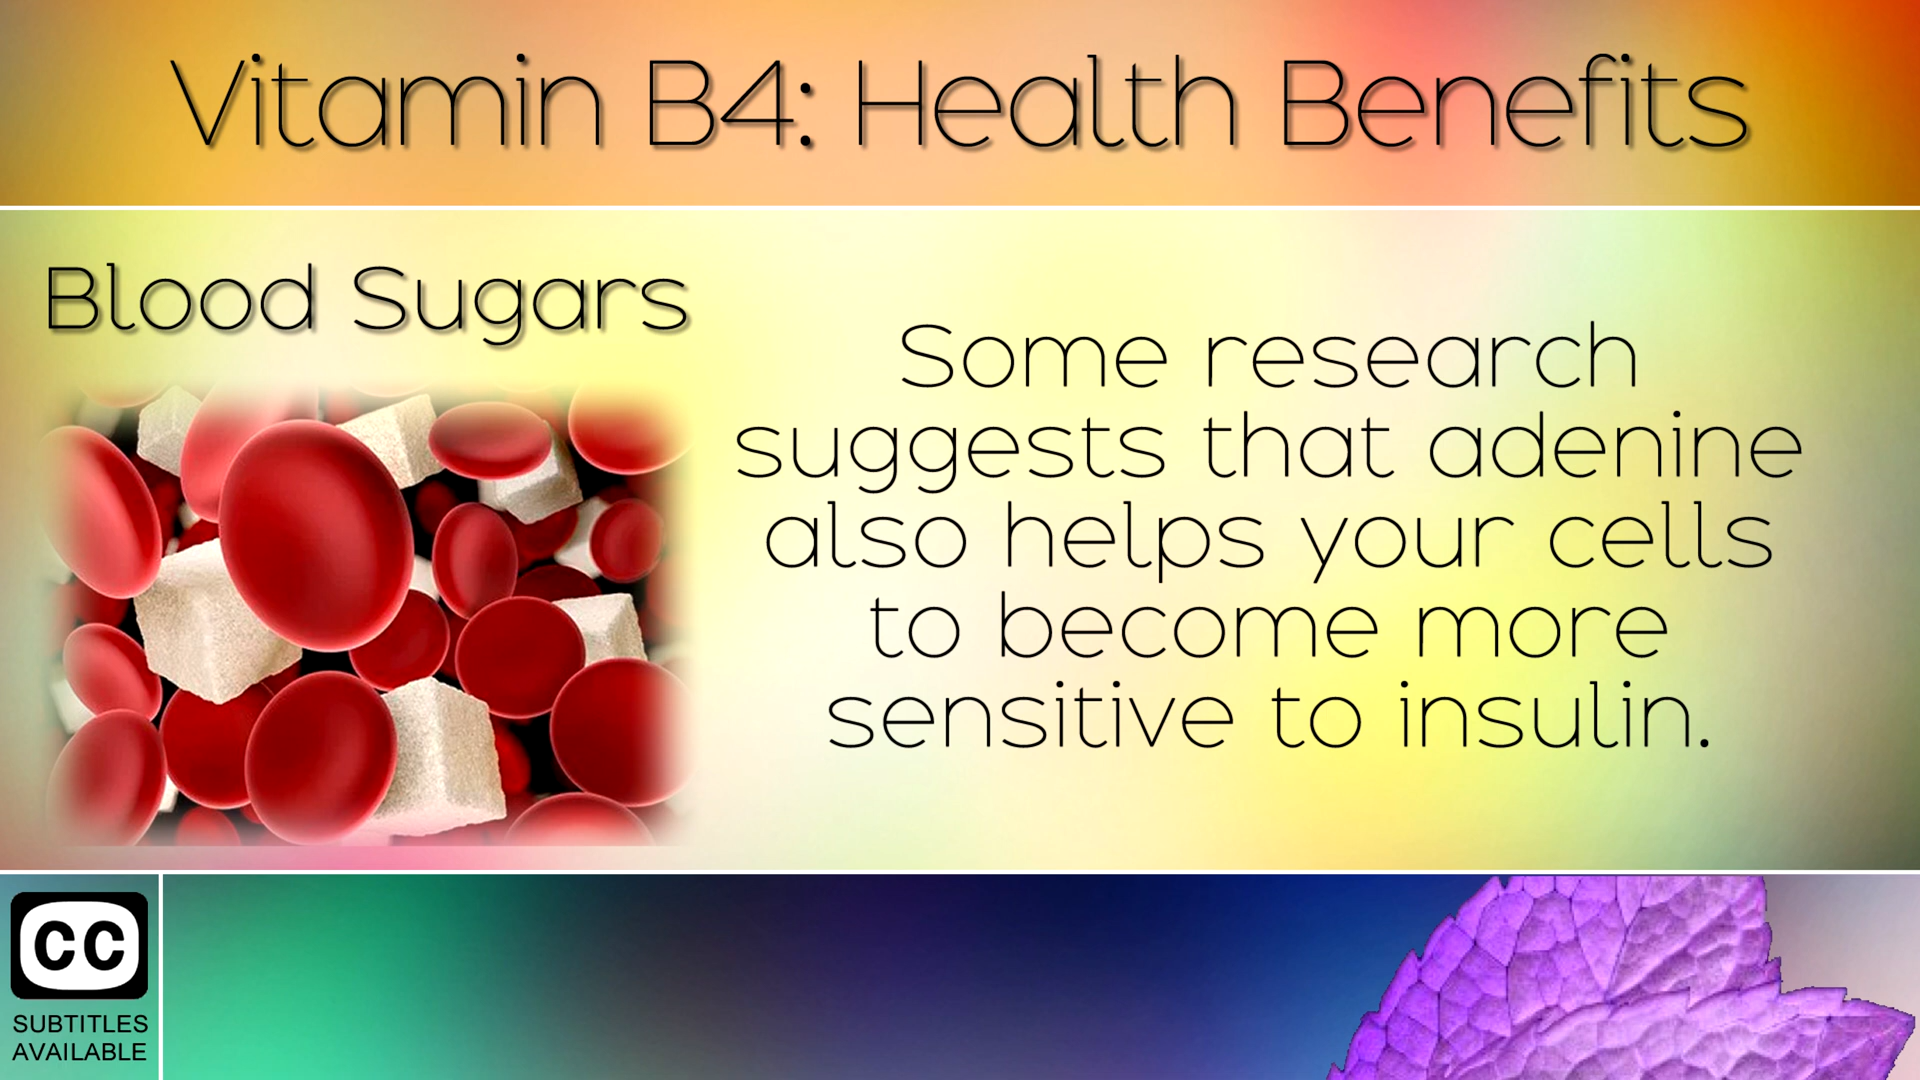 Vitamin B4: Health Benefits
Blood Sugars
Some research
suggests that adenine
also helps your cells
to become more
sensitive to insulin.
CC
SUBTITLES
AVAILABLE